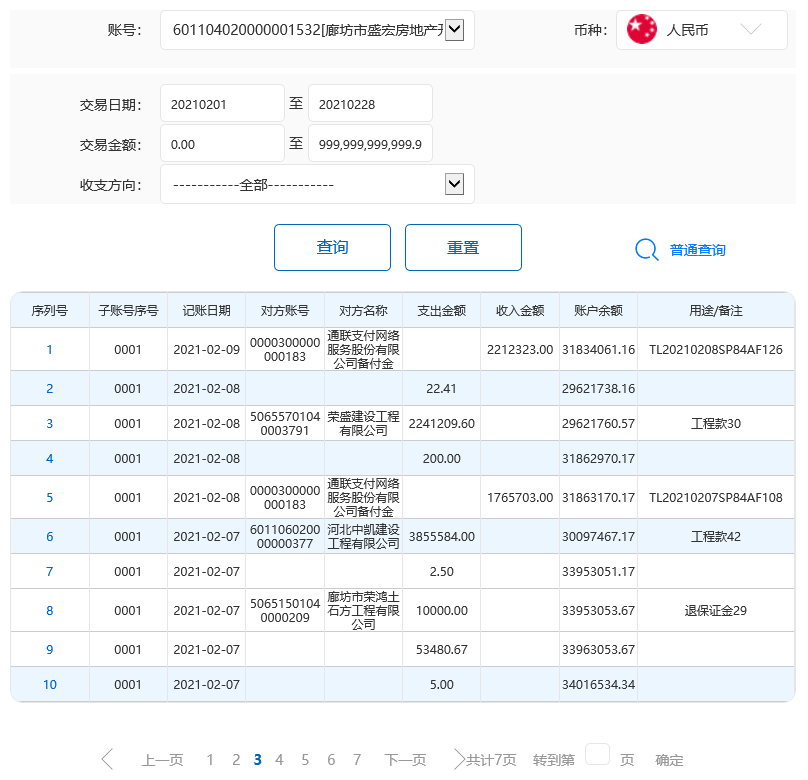 账号： 601104020000001532[廊坊市盛宏房地产开 币种： 人民币
交易日期： 20210201 至 20210228
交易金额： 0.00 至 999,999,999,999.9
收支方向： -----------全部-----------
查询 重置 普通查询
序列号 子账号序号 记账日期 对方账号 对方名称 支出金额 收入金额 账户余额 用途/备注
1 0001 2021-02-09 0000300000000183 通联支付网络服务股份有限公司备付金 2212323.00 31834061.16 TL20210208SP84AF126
2 0001 2021-02-08 22.41 29621738.16
3 0001 2021-02-08 50655701040003791 荣盛建设工程有限公司 2241209.60 29621760.57 工程款30
4 0001 2021-02-08 200.00 31862970.17
5 0001 2021-02-08 0000300000000183 通联支付网络服务股份有限公司备付金 1765703.00 31863170.17 TL20210207SP84AF108
6 0001 2021-02-07 601106020000000377 河北中凯建设工程有限公司 3855584.00 30097467.17 工程款42
7 0001 2021-02-07 2.50 33953051.17
8 0001 2021-02-07 50651501040000209 廊坊市荣鸿土石方工程有限公司 10000.00 33953053.67 退保证金29
9 0001 2021-02-07 53480.67 33963053.67
10 0001 2021-02-07 5.00 34016534.34
上一页 1 2 3 4 5 6 7 下一页 共计7页 转到第 页 确定